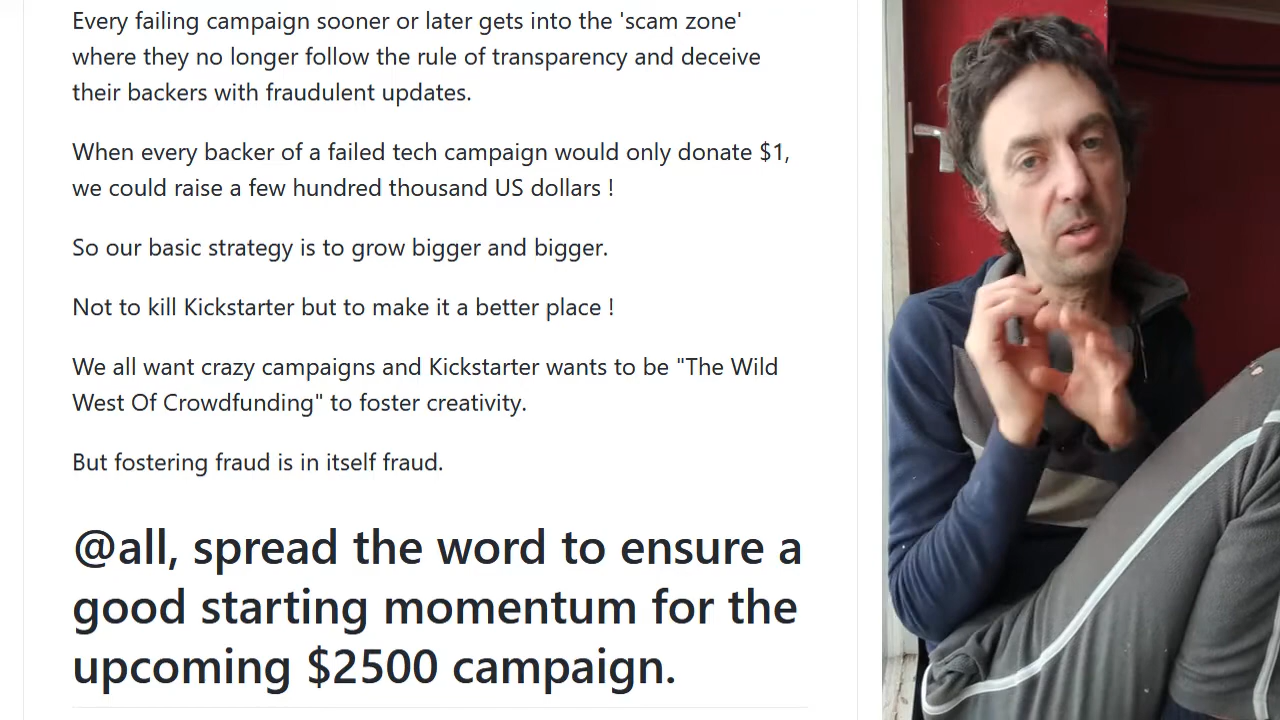 Every failing campaign sooner or later gets into the 'scam zone'
where they no longer follow the rule of transparency and deceive
their backers with fraudulent updates.
When every backer of a failed tech campaign would only donate $1,
we could raise a few hundred thousand US dollars !
So our basic strategy is to grow bigger and bigger.
Not to kill Kickstarter but to make it a better place !
We all want crazy campaigns and Kickstarter wants to be "The Wild
West Of Crowdfunding" to foster creativity.
But fostering fraud is in itself fraud.
@all, spread the word to ensure a
good starting momentum for the
upcoming $2500 campaign.